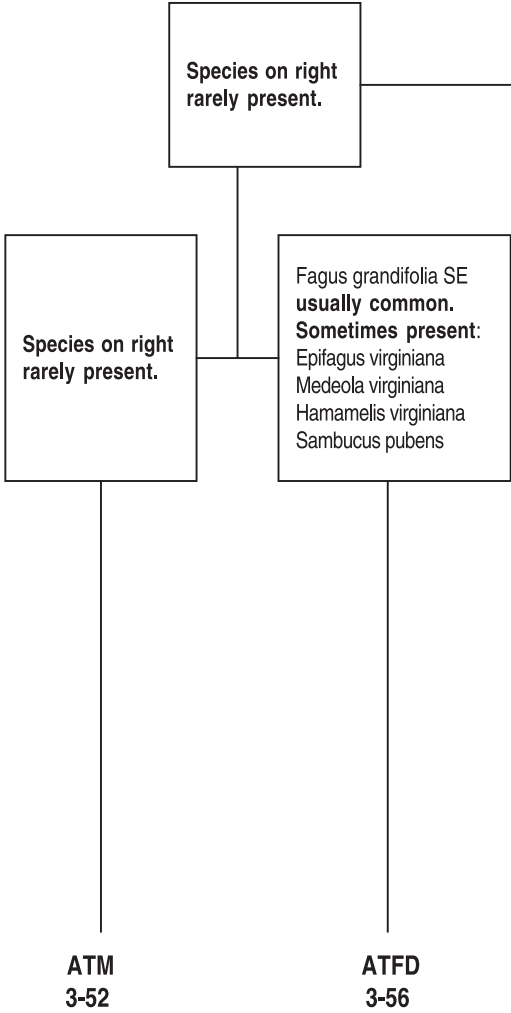 Species on right
rarely present.
Species on right
rarely present.
Fagus grandifolia SE
usually common.
Sometimes present:
Epifagus virginiana
Medeola virginiana
Hamamelis virginiana
Sambucus pubens
ATM
3-52
ATFD
3-56